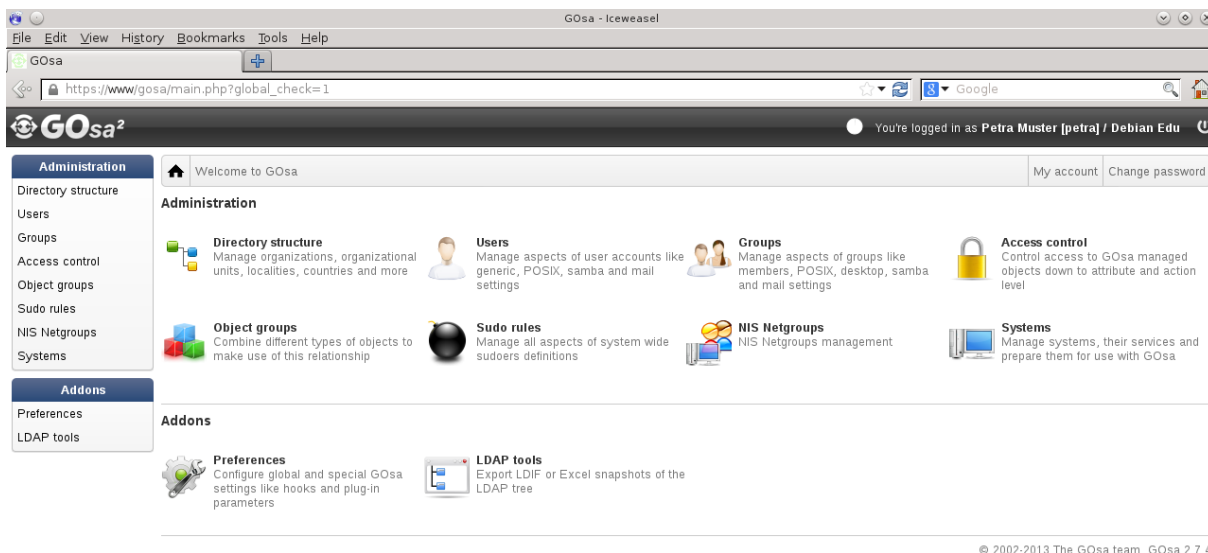 GOsa - Iceweasel
File Edit View History Bookmarks Tools Help
GOsa
https://www/gosa/main.php?global_check=1
Google
GOsa²
You're logged in as Petra Muster [petra] / Debian Edu
Administration
Directory structure
Users
Groups
Access control
Object groups
Sudo rules
NIS Netgroups
Systems
Addons
Preferences
LDAP tools
Welcome to GOsa
My account
Change password
Administration
Directory structure
Manage organizations, organizational
units, localities, countries and more
Users
Manage aspects of user accounts like
generic, POSIX, samba and mail
settings
Groups
Manage aspects of groups like
members, POSIX, desktop, samba
and mail settings
Access control
Control access to GOsa managed
objects down to attribute and action
level
Object groups
Combine different types of objects to
make use of this relationship
Sudo rules
Manage all aspects of system wide
sudoers definitions
NIS Netgroups
NIS Netgroups management
Systems
Manage systems, their services and
prepare them for use with GOsa
Addons
Preferences
Configure global and special GOsa
settings like hooks and plug-in
parameters
LDAP tools
Export LDIF or Excel snapshots of the
LDAP tree
© 2002-2013 The GOsa team, GOsa 2.7.4